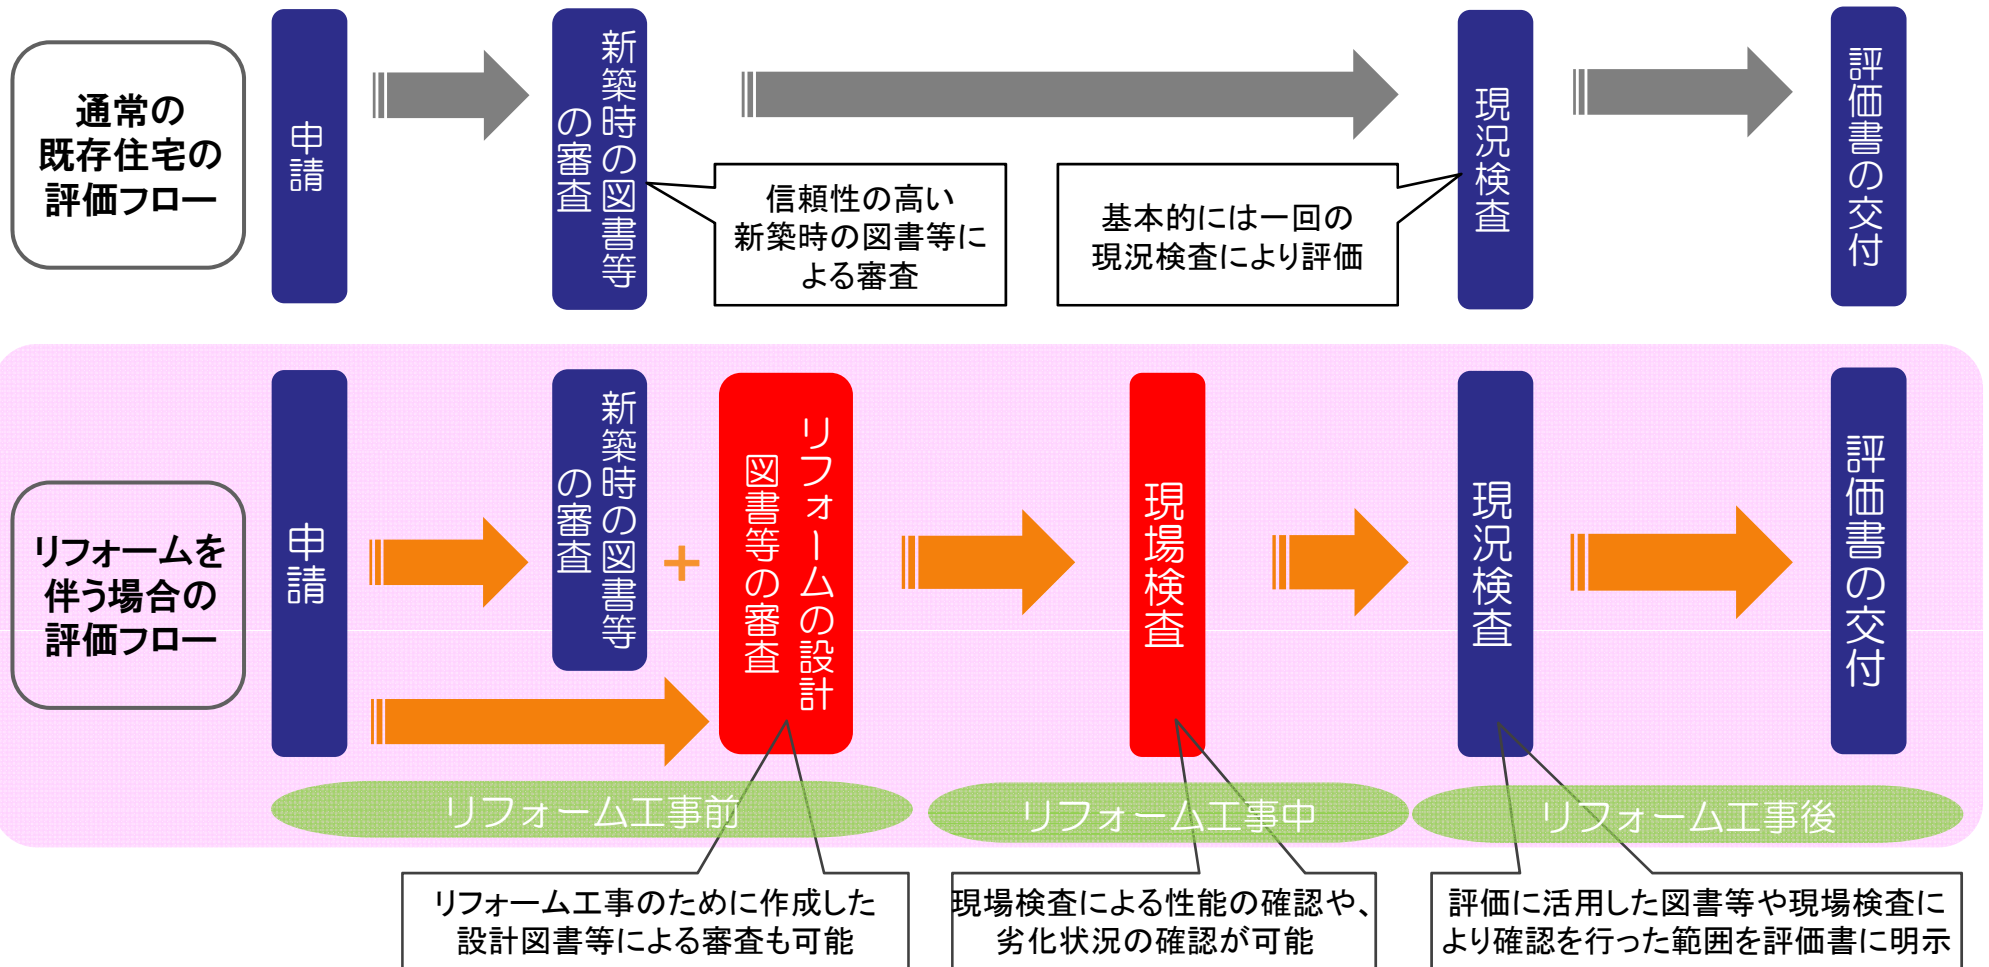 通常の
既存住宅の
評価フロー
申請
新築時の図書等
の審査
信頼性の高い
新築時の図書等に
よる審査
基本的には一回の
現況検査により評価
現況検査
評価書の交付
リフォームを
伴う場合の
評価フロー
申請
新築時の図書等
の審査
+
リフォームの設計
図書等の審査
現場検査
現況検査
評価書の交付
リフォーム工事前
リフォーム工事中
リフォーム工事後
リフォーム工事のために作成した
設計図書等による審査も可能
現場検査による性能の確認や、
劣化状況の確認が可能
評価に活用した図書等や現場検査に
より確認を行った範囲を評価書に明示